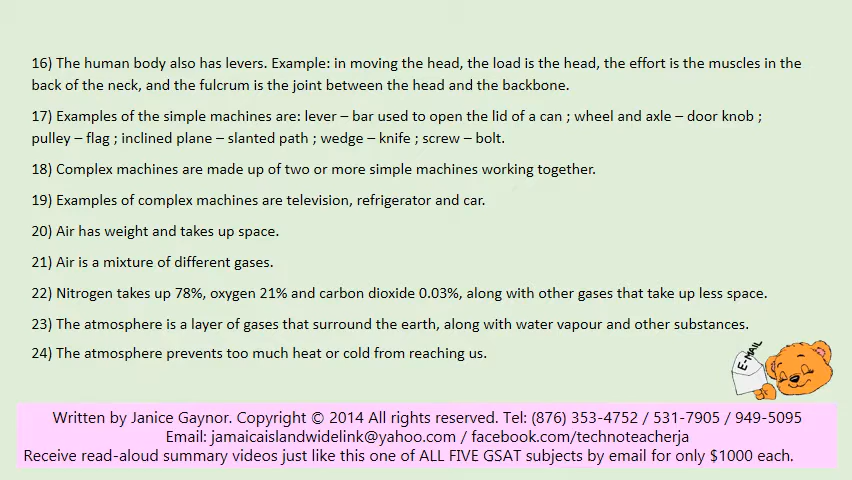 16) The human body also has levers. Example: in moving the head, the load is the head, the effort is the muscles in the
back of the neck, and the fulcrum is the joint between the head and the backbone.
17) Examples of the simple machines are: lever – bar used to open the lid of a can ; wheel and axle – door knob ;
pulley – flag ; inclined plane – slanted path ; wedge – knife ; screw – bolt.
18) Complex machines are made up of two or more simple machines working together.
19) Examples of complex machines are television, refrigerator and car.
20) Air has weight and takes up space.
21) Air is a mixture of different gases.
22) Nitrogen takes up 78%, oxygen 21% and carbon dioxide 0.03%, along with other gases that take up less space.
23) The atmosphere is a layer of gases that surround the earth, along with water vapour and other substances.
24) The atmosphere prevents too much heat or cold from reaching us.
E-MAIL
Written by Janice Gaynor. Copyright © 2014 All rights reserved. Tel: (876) 353-4752 / 531-7905 / 949-5095
Email: jamaicaislandwidelink@yahoo.com / facebook.com/technoteacherja
Receive read-aloud summary videos just like this one of ALL FIVE GSAT subjects by email for only $1000 each.